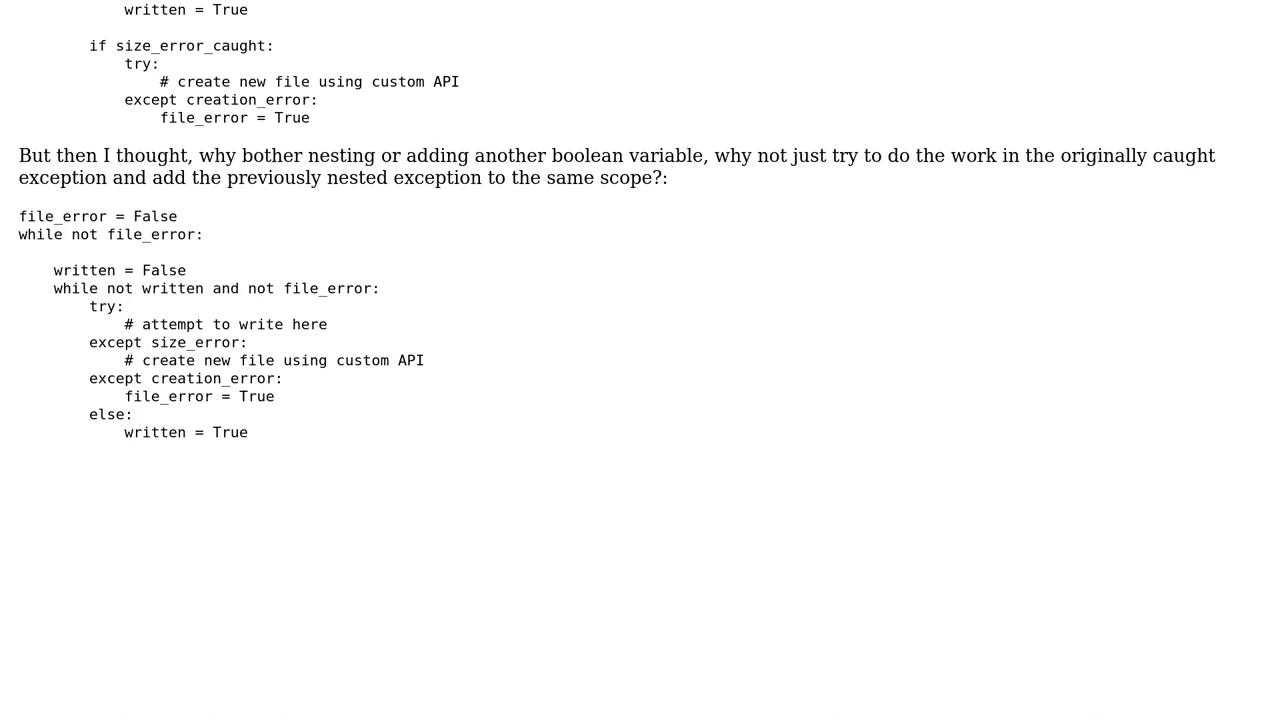 written = True

        if size_error_caught:
            try:
                # create new file using custom API
            except creation_error:
                file_error = True

But then I thought, why bother nesting or adding another boolean variable, why not just try to do the work in the originally caught
exception and add the previously nested exception to the same scope?:

file_error = False
while not file_error:

    written = False
    while not written and not file_error:
        try:
            # attempt to write here
        except size_error:
            # create new file using custom API
        except creation_error:
            file_error = True
        else:
            written = True